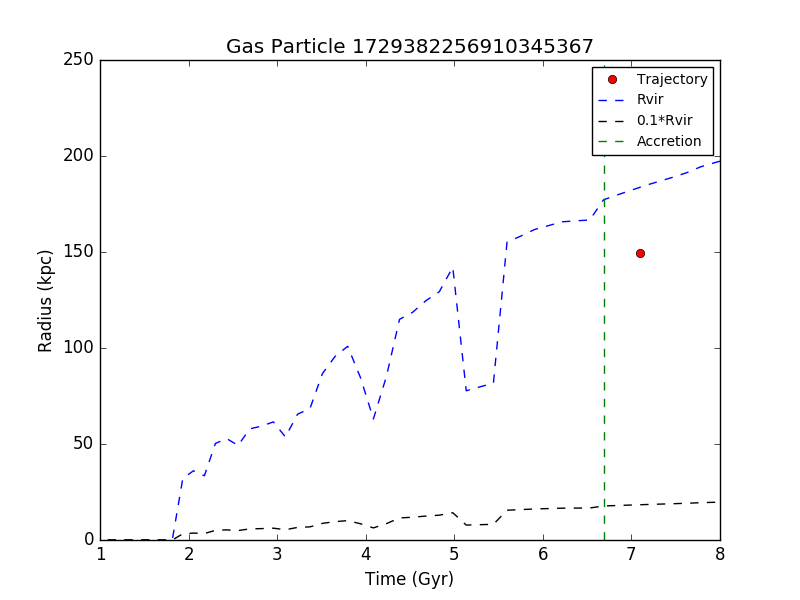 Gas Particle 1729382256910345367
250
200
150
100
50
0
Radius (kpc)
Trajectory
Rvir
0.1*Rvir
Accretion
1 2 3 4 5 6 7 8
Time (Gyr)